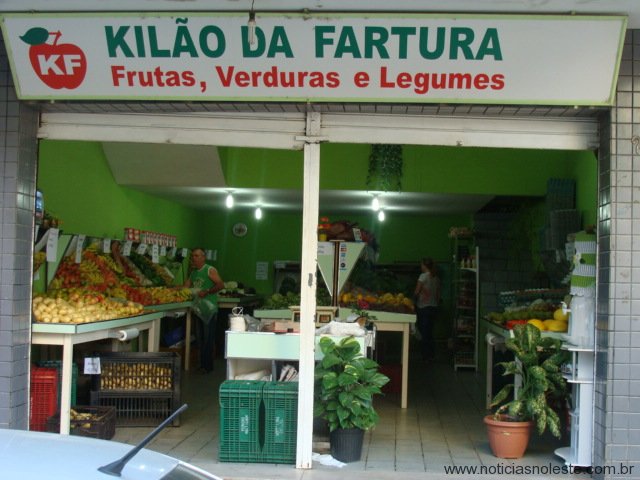 KILÃO DA FARTURA
KF
Frutas, Verduras e Legumes
www.noticiasnoleste.com.br